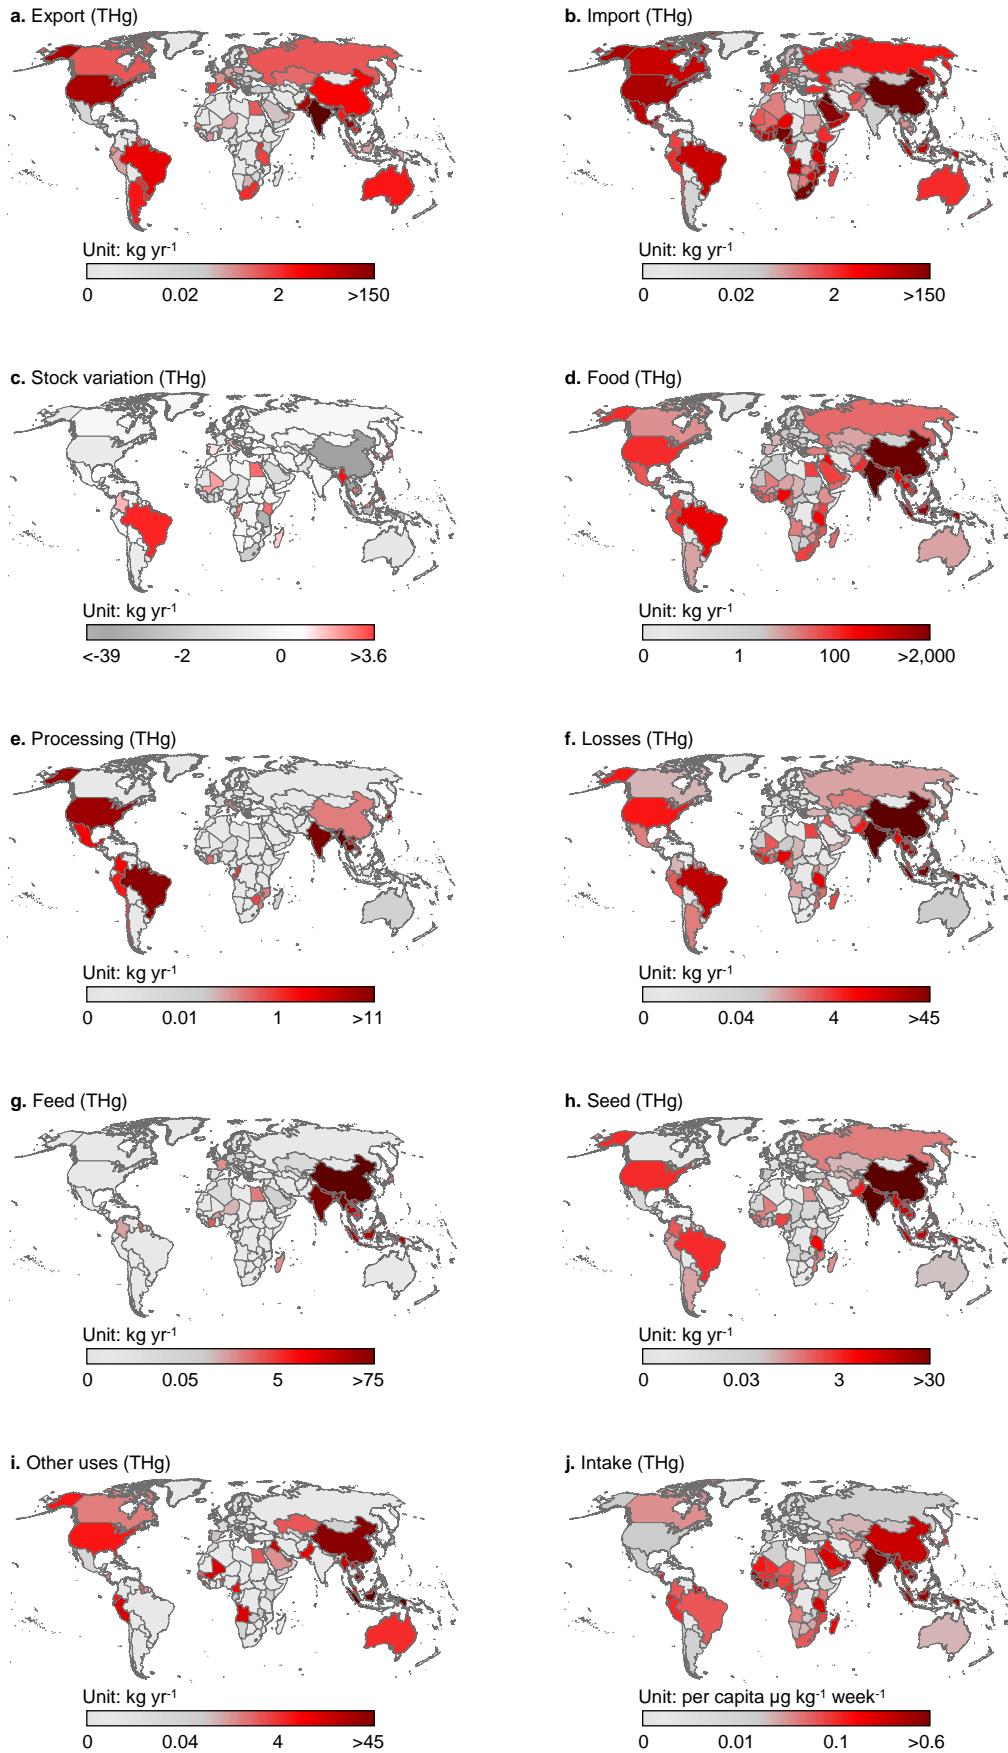 a. Export (THg)
b. Import (THg)
Unit: kg yr-1
0 0.02 2 >150
Unit: kg yr-1
0 0.02 2 >150
c. Stock variation (THg)
d. Food (THg)
Unit: kg yr-1
<-39 -2 0 >3.6
Unit: kg yr-1
0 1 100 >2,000
e. Processing (THg)
f. Losses (THg)
Unit: kg yr-1
0 0.01 1 >11
Unit: kg yr-1
0 0.04 4 >45
g. Feed (THg)
h. Seed (THg)
Unit: kg yr-1
0 0.05 5 >75
Unit: kg yr-1
0 0.03 3 >30
i. Other uses (THg)
j. Intake (THg)
Unit: kg yr-1
0 0.04 4 >45
Unit: per capita μg kg-1 week-1
0 0.01 0.1 >0.6